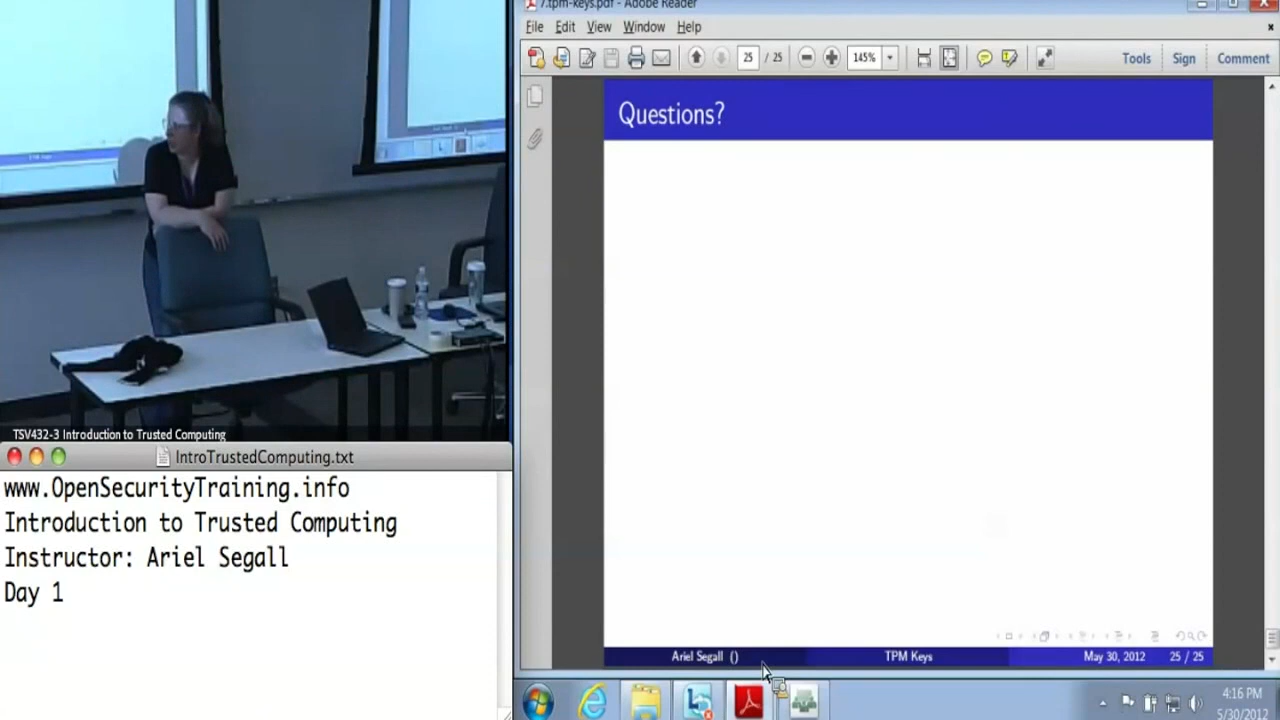 7.tpm-keys.pdf - Adobe Reader
File Edit View Window Help
25 / 25
145%
Tools Sign Comment
Questions?
TSV432-3 Introduction to Trusted Computing
IntroTrustedComputing.txt
www.OpenSecurityTraining.info
Introduction to Trusted Computing
Instructor: Ariel Segall
Day 1
Ariel Segall () TPM Keys May 30, 2012 25 / 25
4:16 PM
5/30/2012